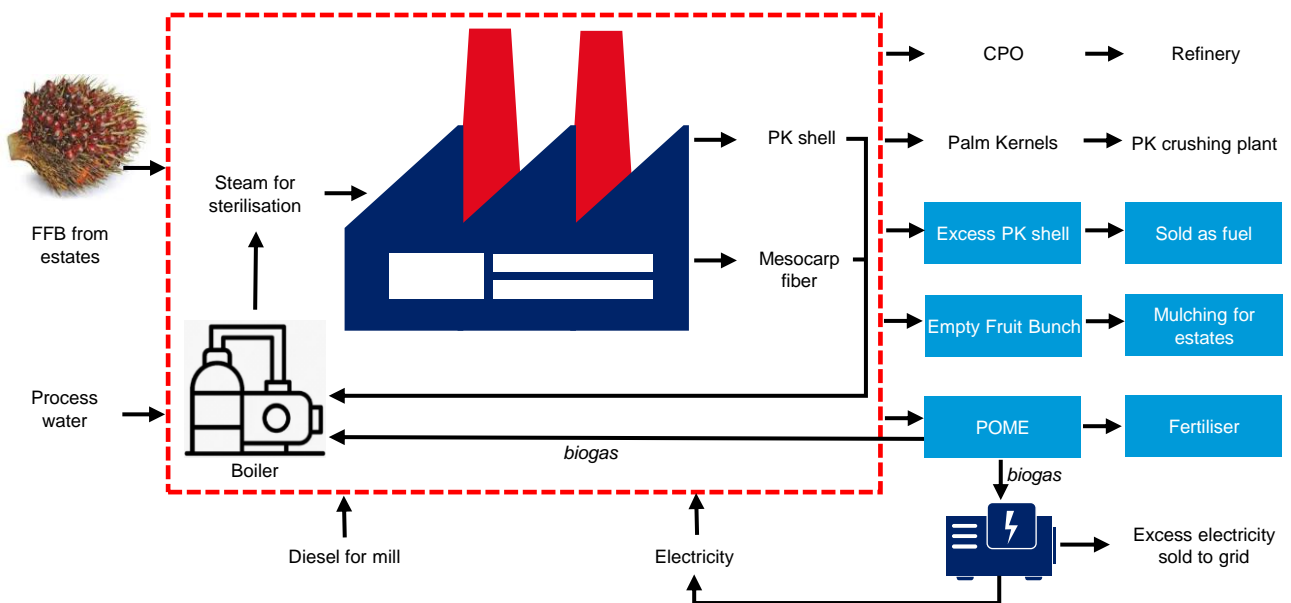 CPO
Refinery
PK shell
Palm Kernels
PK crushing plant
Steam for
sterilisation
FFB from
estates
Excess PK shell
Sold as fuel
Mesocarp
fiber
Empty Fruit Bunch
Mulching for
estates
Process
water
POME
Fertiliser
biogas
Boiler
biogas
Diesel for mill
Electricity
Excess electricity
sold to grid